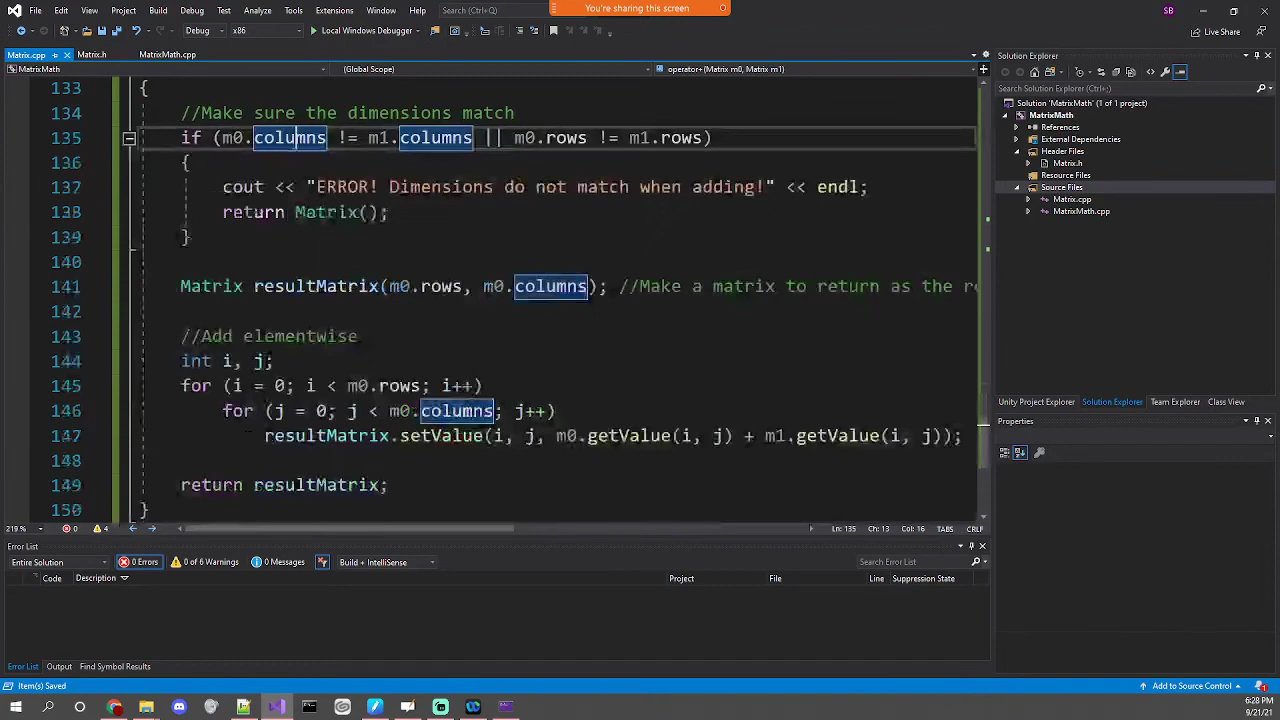 You're sharing this screen
File Edit View Git Project Build Debug Test Analyze Tools Extensions Window Help Search (Ctrl+Q) SB
Debug x86 Local Windows Debugger Live Share
Matrix.cpp Matrix.h MatrixMath.cpp
MatrixMath (Global Scope) operator+(Matrix m0, Matrix m1)
133 {
134 //Make sure the dimensions match
135 if (m0.columns != m1.columns || m0.rows != m1.rows)
136 {
137 cout << "ERROR! Dimensions do not match when adding!" << endl;
138 return Matrix();
139 }
140
141 Matrix resultMatrix(m0.rows, m0.columns); //Make a matrix to return as the re
142
143 //Add elementwise
144 int i, j;
145 for (i = 0; i < m0.rows; i++)
146 for (j = 0; j < m0.columns; j++)
147 resultMatrix.setValue(i, j, m0.getValue(i, j) + m1.getValue(i, j));
148
149 return resultMatrix;
150 }
219 % 0 4 Ln: 135 Ch: 13 Col: 16 TABS CRLF
Solution Explorer
Search Solution Explorer (Ctrl+;)
Solution 'MatrixMath' (1 of 1 project)
MatrixMath
References
External Dependencies
Header Files
Matrix.h
Resource Files
Source Files
Matrix.cpp
MatrixMath.cpp
Unity Project Explorer Solution Explorer Team Explorer Class View
Properties
Error List
Entire Solution 0 Errors 0 of 6 Warnings 0 Messages Build + IntelliSense Search Error List
Code Description Project File Line Suppression State
Error List Output Find Symbol Results
Item(s) Saved Add to Source Control 1
6:28 PM
9/21/21